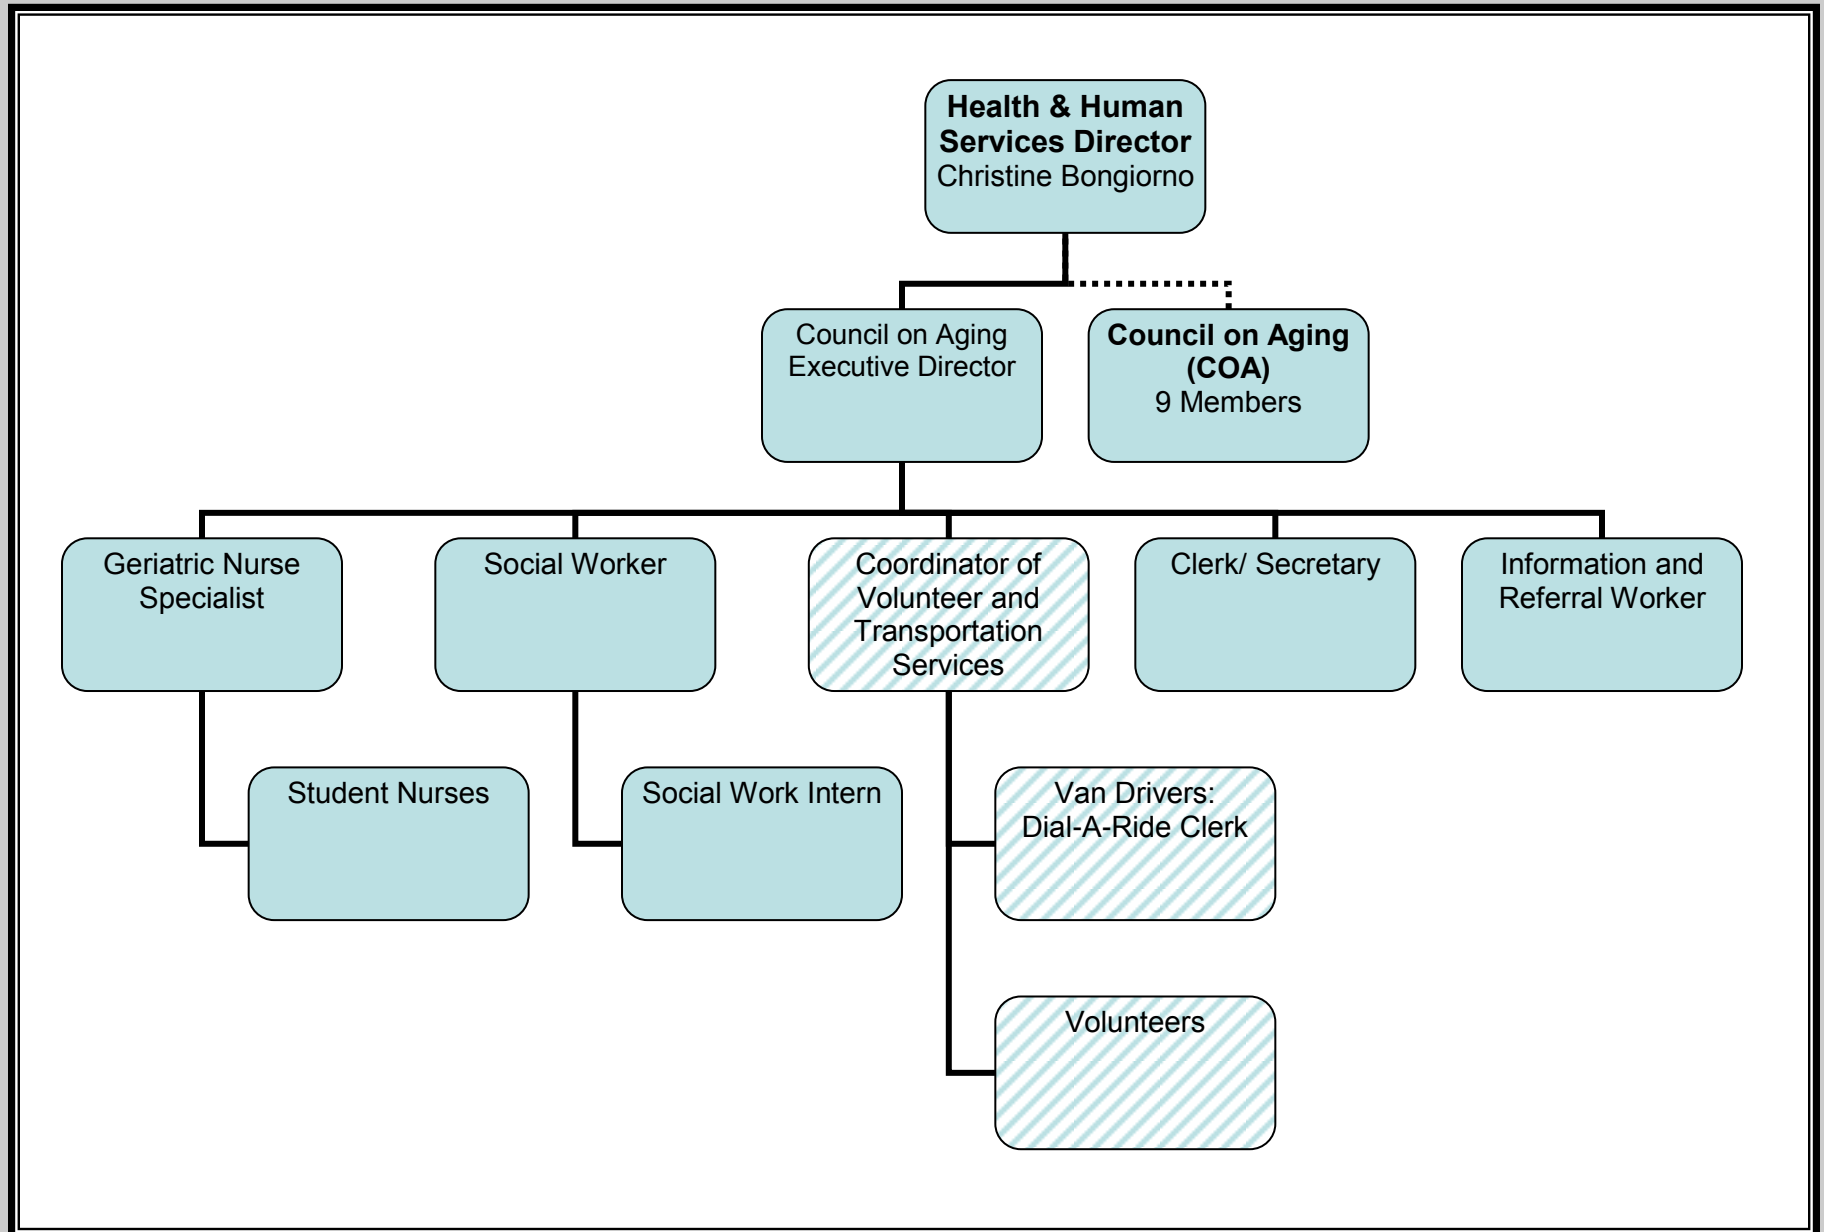 Health & Human
Services Director
Christine Bongiorno
Council on Aging
Executive Director
Council on Aging
(COA)
9 Members
Geriatric Nurse
Specialist
Social Worker
Coordinator of
Volunteer and
Transportation
Services
Clerk/ Secretary
Information and
Referral Worker
Student Nurses
Social Work Intern
Van Drivers:
Dial-A-Ride Clerk
Volunteers